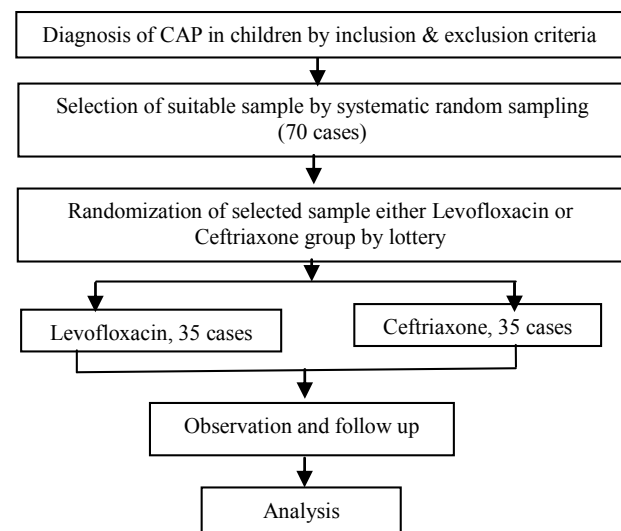 Diagnosis of CAP in children by inclusion & exclusion criteria
Selection of suitable sample by systematic random sampling
(70 cases)
Randomization of selected sample either Levofloxacin or
Ceftriaxone group by lottery
Levofloxacin, 35 cases
Ceftriaxone, 35 cases
Observation and follow up
Analysis